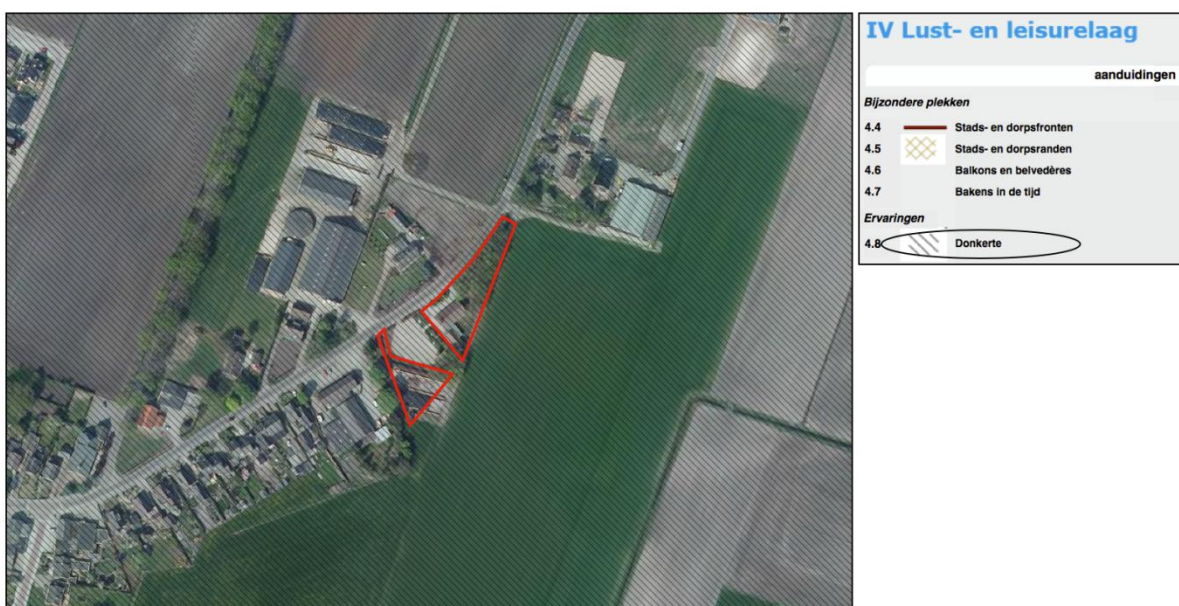 IV Lust- en leisurelaag
aanduidingen
Bijzondere plekken
4.4 Stads- en dorpsfronten
4.5 Stads- en dorpsranden
4.6 Balkons en belvedères
4.7 Bakens in de tijd
Ervaringen
4.8 Donkerte